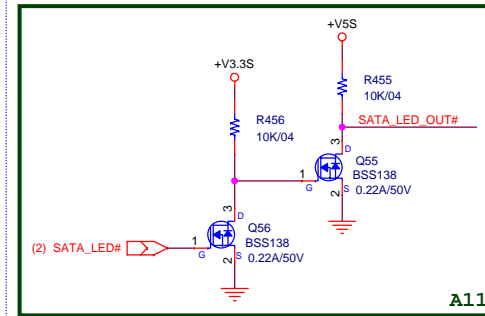 +V5S
+V3.3S
R455
10K/04
R456
10K/04
SATA_LED_OUT#
3
D
Q55
BSS138
0.22A/50V
1
G
2
S
3
D
Q56
BSS138
0.22A/50V
(2) SATA_LED#
1
G
2
S
A11